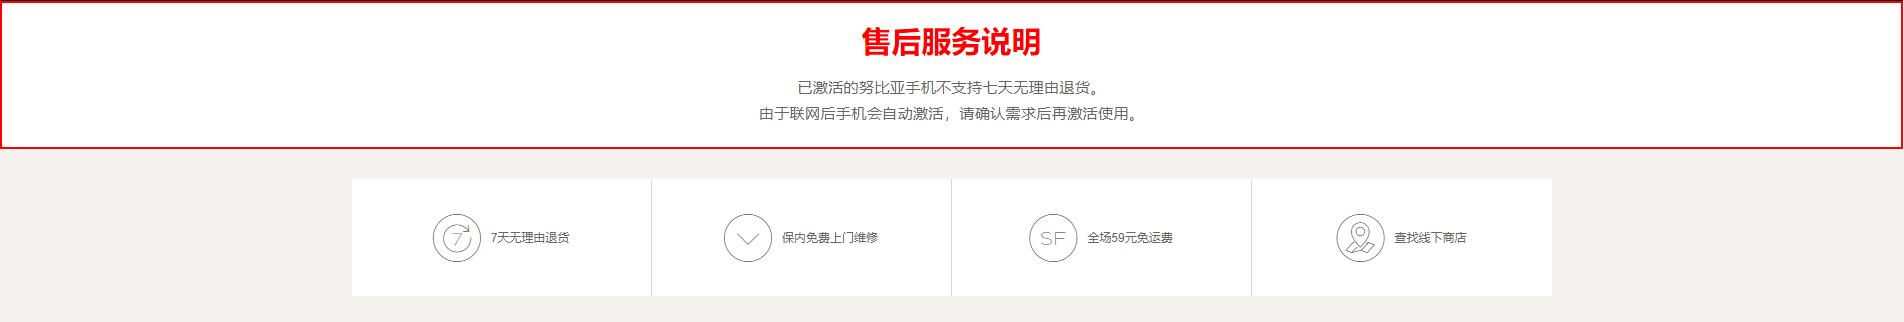 售后服务说明
已激活的努比亚手机不支持七天无理由退货。
由于联网后手机会自动激活，请确认需求后再激活使用。
7 7天无理由退货
保内免费上门维修
SF 全场59元免运费
查找线下商店